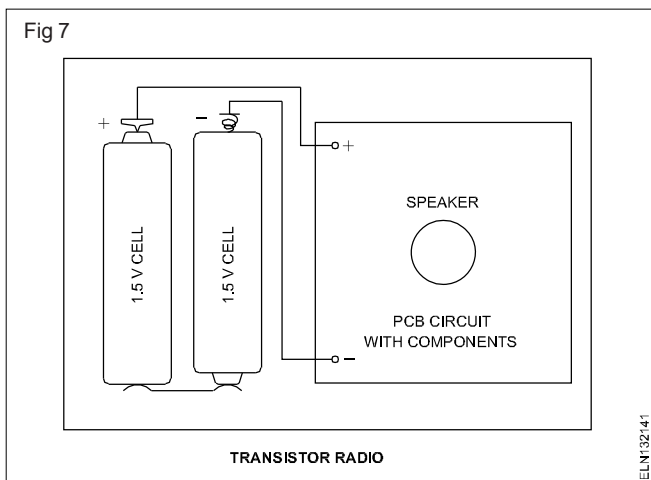 Fig 7
+
−
1.5 V CELL
1.5 V CELL
+
SPEAKER
PCB CIRCUIT
WITH COMPONENTS
−
TRANSISTOR RADIO
ELN132141